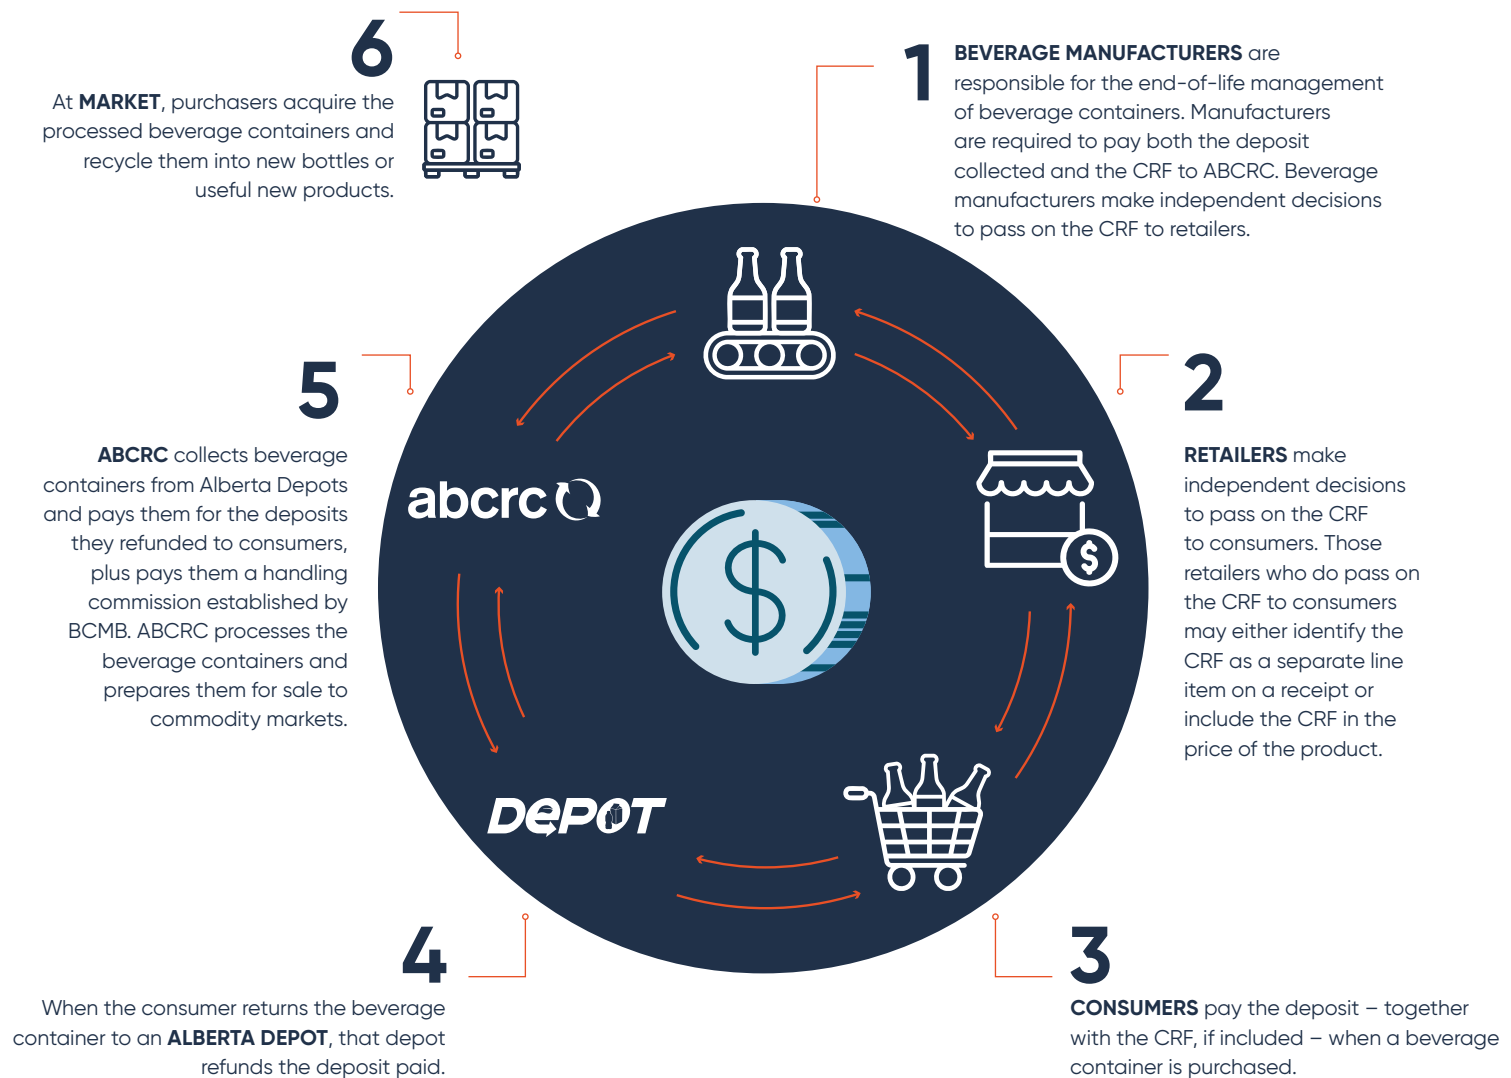 1
BEVERAGE MANUFACTURERS are
responsible for the end-of-life management
of beverage containers. Manufacturers
are required to pay both the deposit
collected and the CRF to ABCRC. Beverage
manufacturers make independent decisions
to pass on the CRF to retailers.
2
RETAILERS make
independent decisions
to pass on the CRF
to consumers. Those
retailers who do pass on
the CRF to consumers
may either identify the
CRF as a separate line
item on a receipt or
include the CRF in the
price of the product.
3
CONSUMERS pay the deposit – together
with the CRF, if included – when a beverage
container is purchased.
4
When the consumer returns the beverage
container to an ALBERTA DEPOT, that depot
refunds the deposit paid.
5
ABCRC collects beverage
containers from Alberta Depots
and pays them for the deposits
they refunded to consumers,
plus pays them a handling
commission established by
BCMB. ABCRC processes the
beverage containers and
prepares them for sale to
commodity markets.
6
At MARKET, purchasers acquire the
processed beverage containers and
recycle them into new bottles or
useful new products.
abcrc
$
$
DePOT